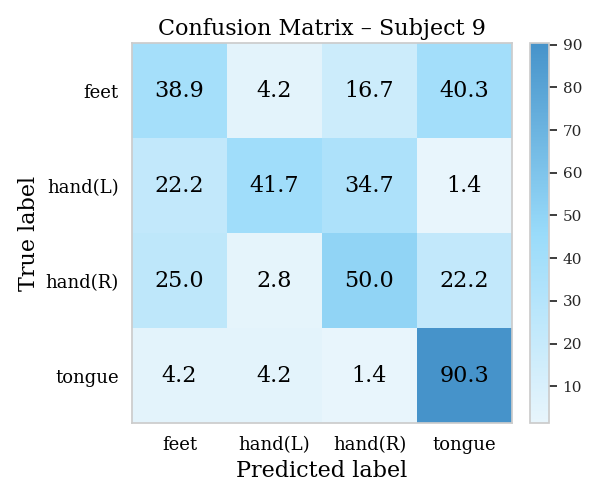 Confusion Matrix – Subject 9
True label
feet 38.9 4.2 16.7 40.3
hand(L) 22.2 41.7 34.7 1.4
hand(R) 25.0 2.8 50.0 22.2
tongue 4.2 4.2 1.4 90.3
feet hand(L) hand(R) tongue
Predicted label
90
80
70
60
50
40
30
20
10